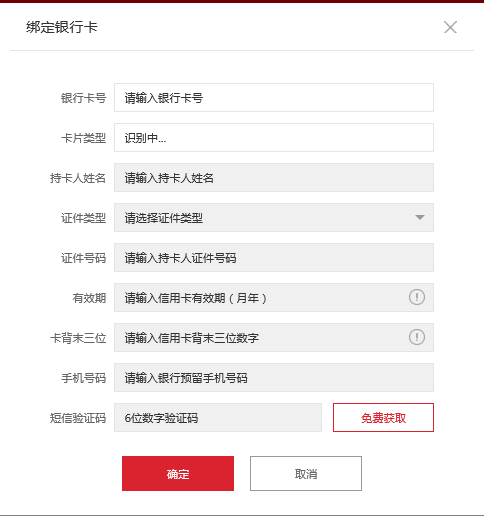 绑定银行卡
银行卡号 请输入银行卡号
卡片类型 识别中...
持卡人姓名 请输入持卡人姓名
证件类型 请选择证件类型
证件号码 请输入持卡人证件号码
有效期 请输入信用卡有效期（月年）
卡背末三位 请输入信用卡背末三位数字
手机号码 请输入银行预留手机号码
短信验证码 6位数字验证码 免费获取
确定 取消